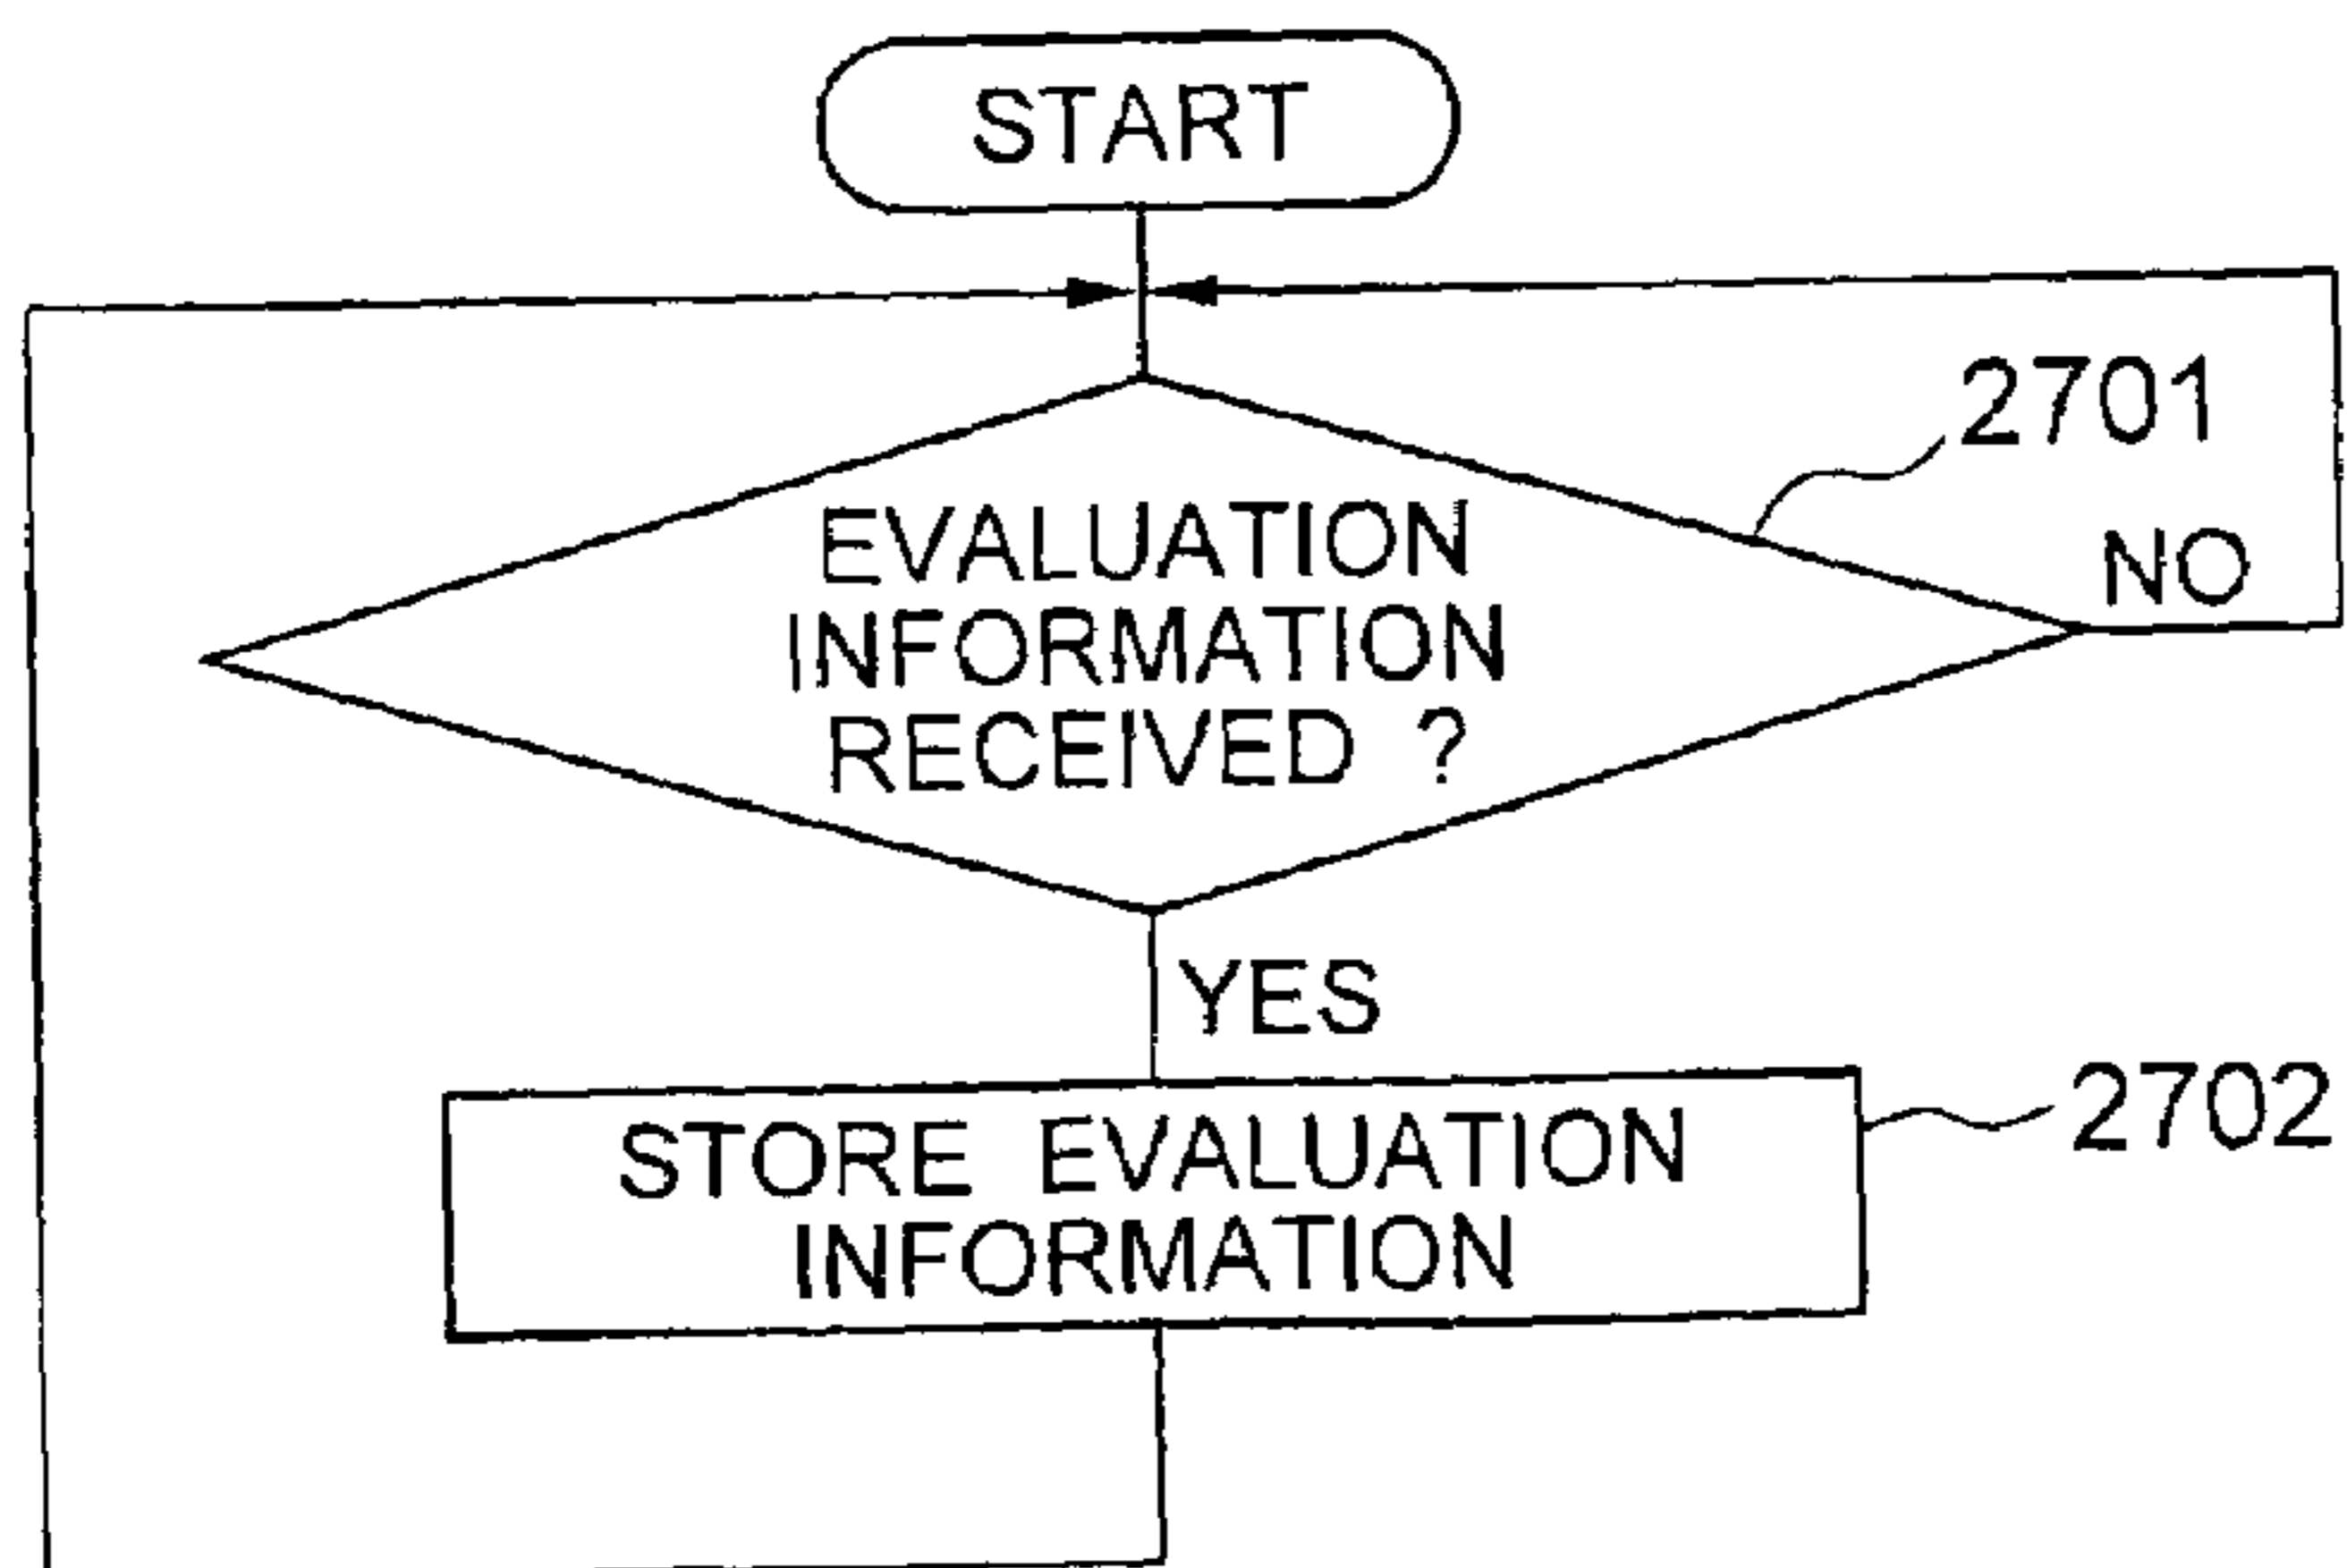 START
2701
EVALUATION
INFORMATION
RECEIVED ?
NO
YES
STORE EVALUATION
INFORMATION
2702